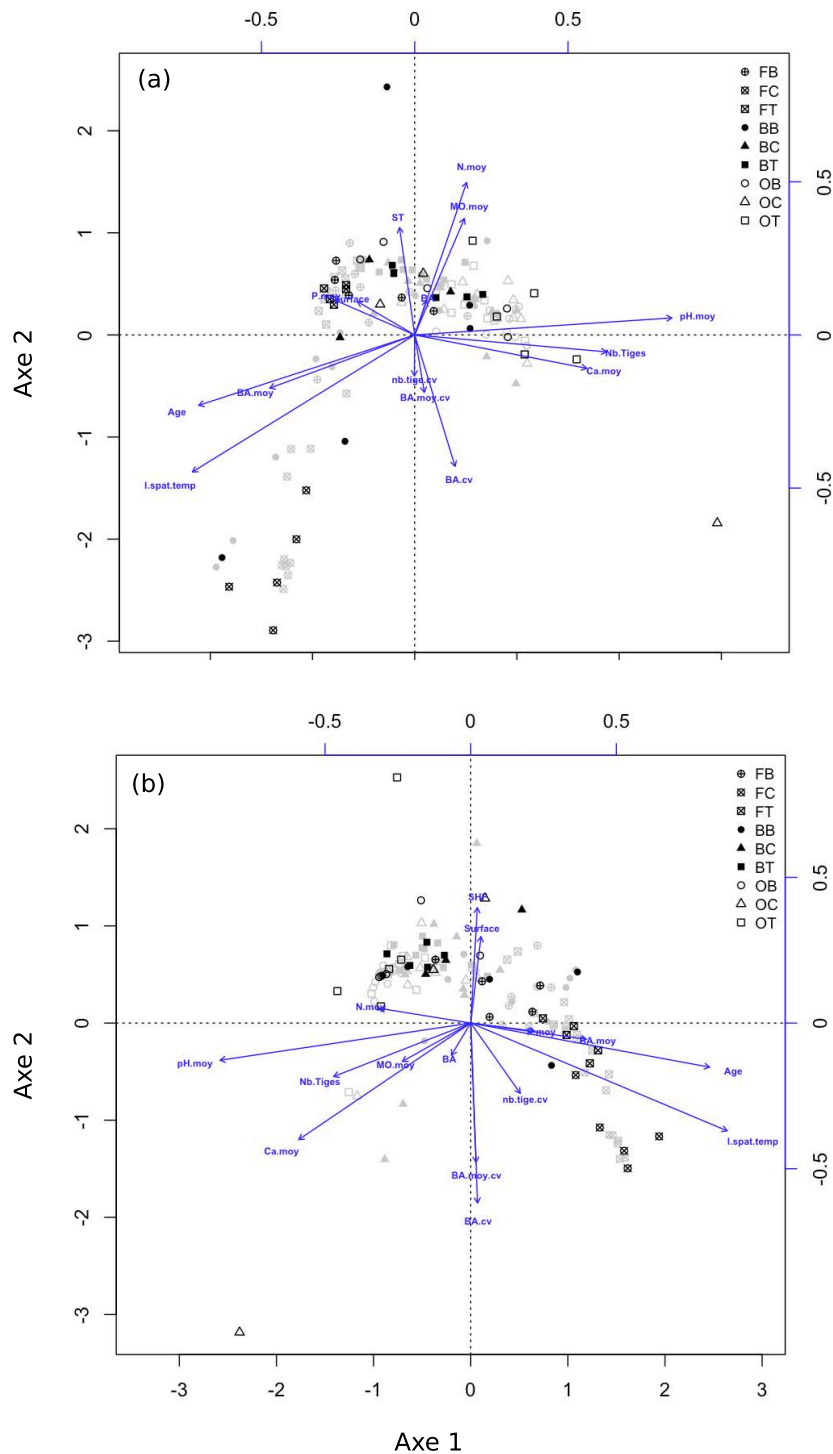 -0.5 0 0.5
(a)
FB
FC
FT
BB
BC
BT
OB
OC
OT
2
1
0
-1
-2
-3
0.5
0
-0.5
Axe 2
N.moy
MO.moy
ST
Surface
BA
pH.moy
Nb.Tiges
Ca.moy
nb.tige.cv
BA.moy.cv
BA.moy
Age
I.spat.temp
BA.cv
-0.5 0 0.5
(b)
FB
FC
FT
BB
BC
BT
OB
OC
OT
2
1
0
-1
-2
-3
0.5
0
-0.5
Axe 2
Surface
N.moy
P.moy
BA.moy
pH.moy
MO.moy
BA
Age
Nb.Tiges
nb.tige.cv
Ca.moy
I.spat.temp
BA.moy.cv
BA.cv
-3 -2 -1 0 1 2 3
Axe 1